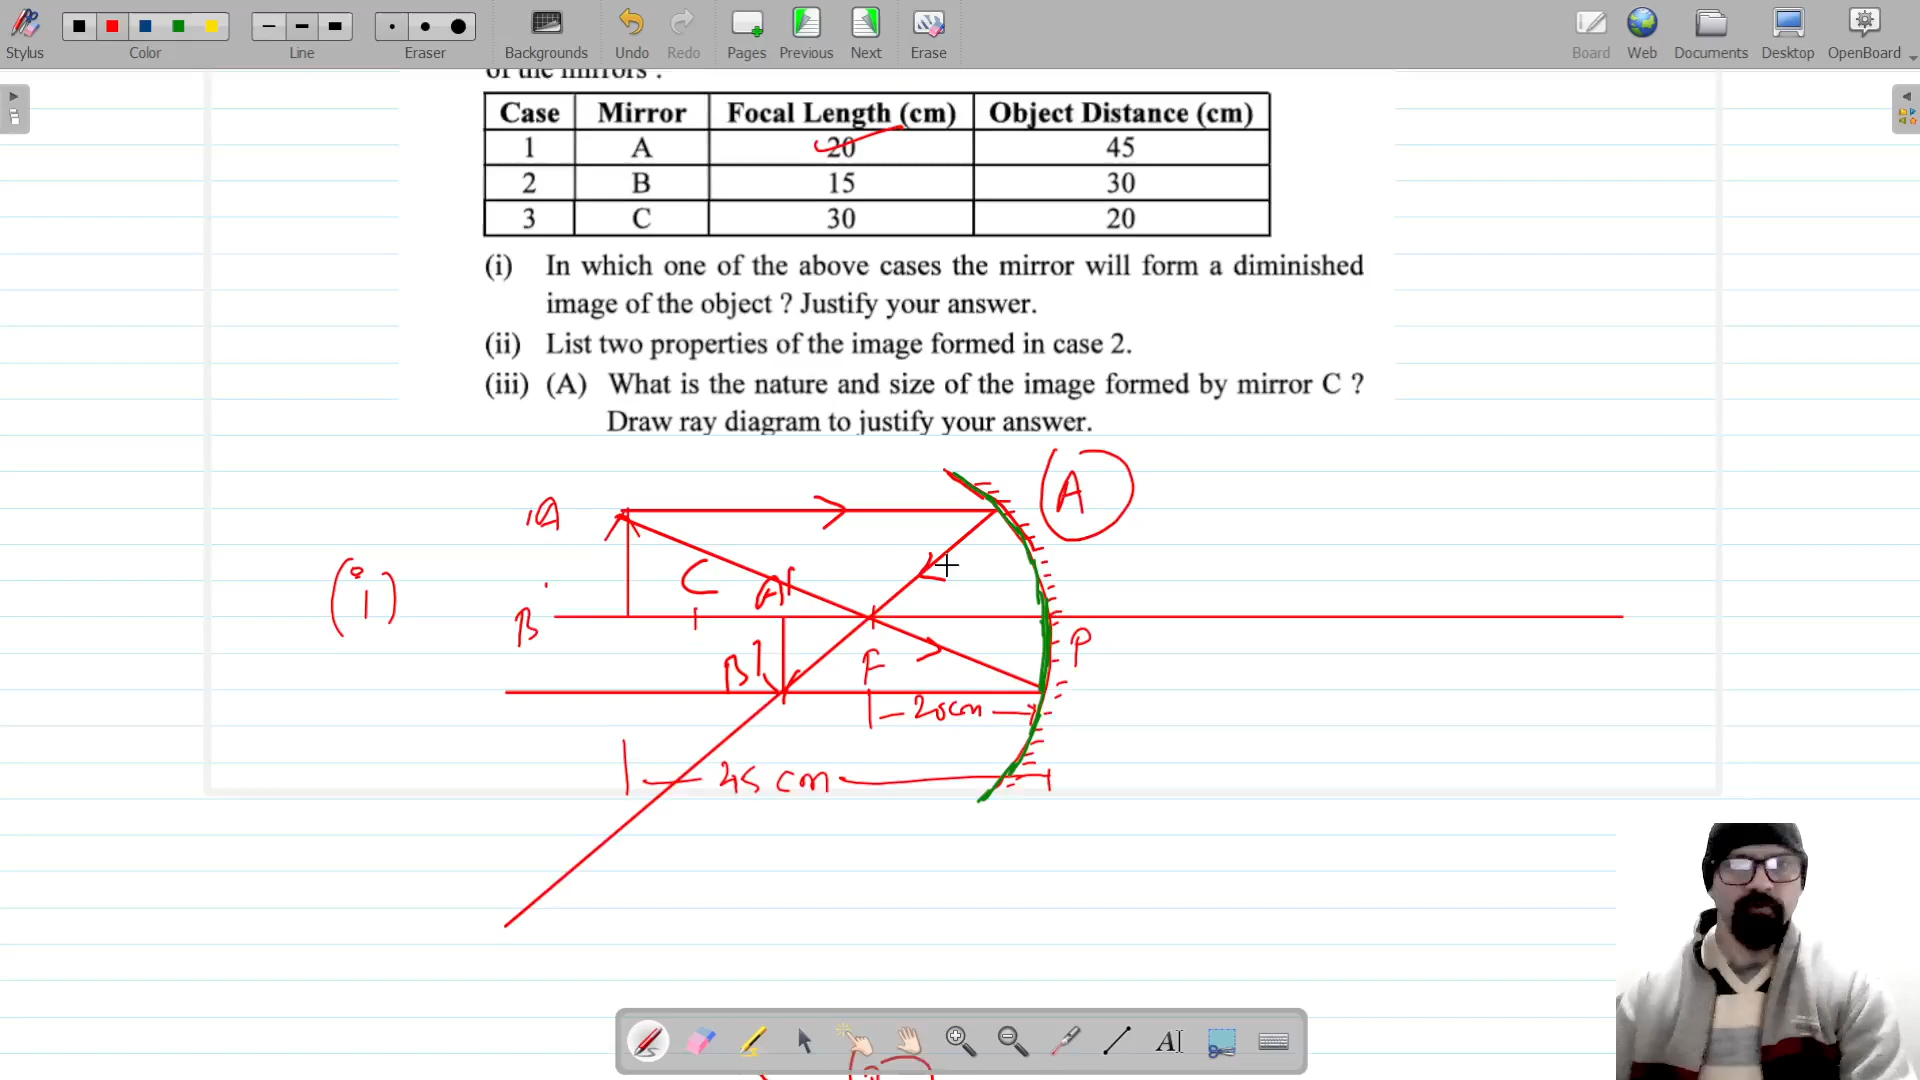 Stylus Color Line Eraser Backgrounds Undo Redo Pages Previous Next Erase Board Web Documents Desktop OpenBoard
of the mirrors :
Case Mirror Focal Length (cm) Object Distance (cm)
1 A 20 45
2 B 15 30
3 C 30 20
(i) In which one of the above cases the mirror will form a diminished
image of the object ? Justify your answer.
(ii) List two properties of the image formed in case 2.
(iii) (A) What is the nature and size of the image formed by mirror C ?
Draw ray diagram to justify your answer.
A
A
(i)
C
A'
B
P
B'
F
20cm
45 cm